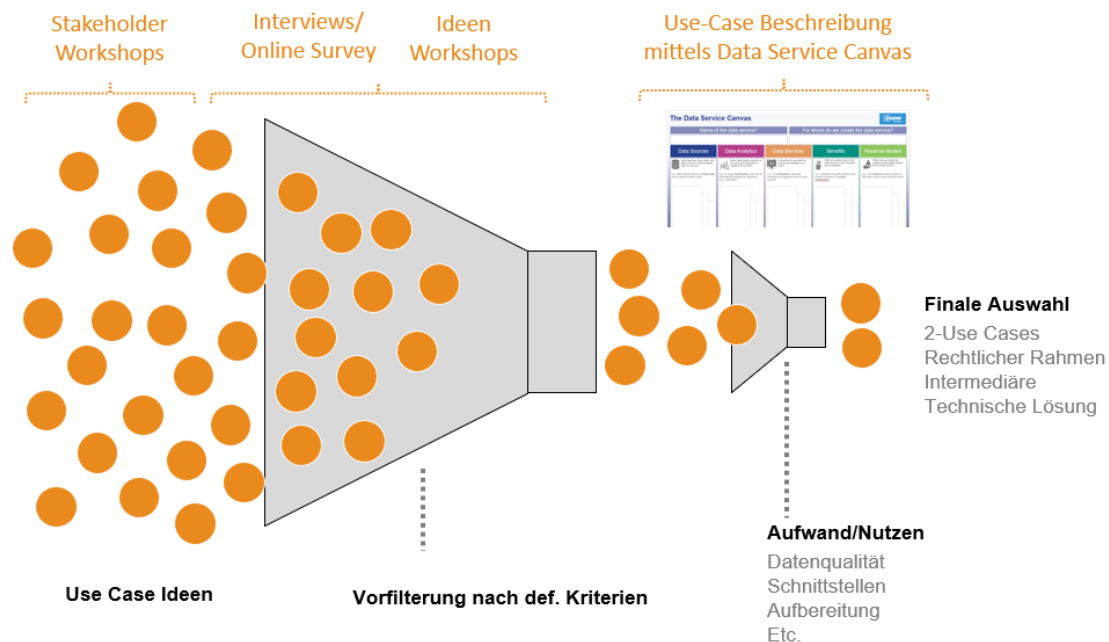 Stakeholder
Workshops
Interviews/
Online Survey
Ideen
Workshops
Use-Case Beschreibung
mittels Data Service Canvas
The Data Service Canvas
Name of the data service?
For whom do we create the data service?
Data Sources
Data Analytics
Data Services
Benefits
Revenue Models
Finale Auswahl
2-Use Cases
Rechtlicher Rahmen
Intermediäre
Technische Lösung
Aufwand/Nutzen
Datenqualität
Schnittstellen
Aufbereitung
Etc.
Use Case Ideen
Vorfilterung nach def. Kriterien